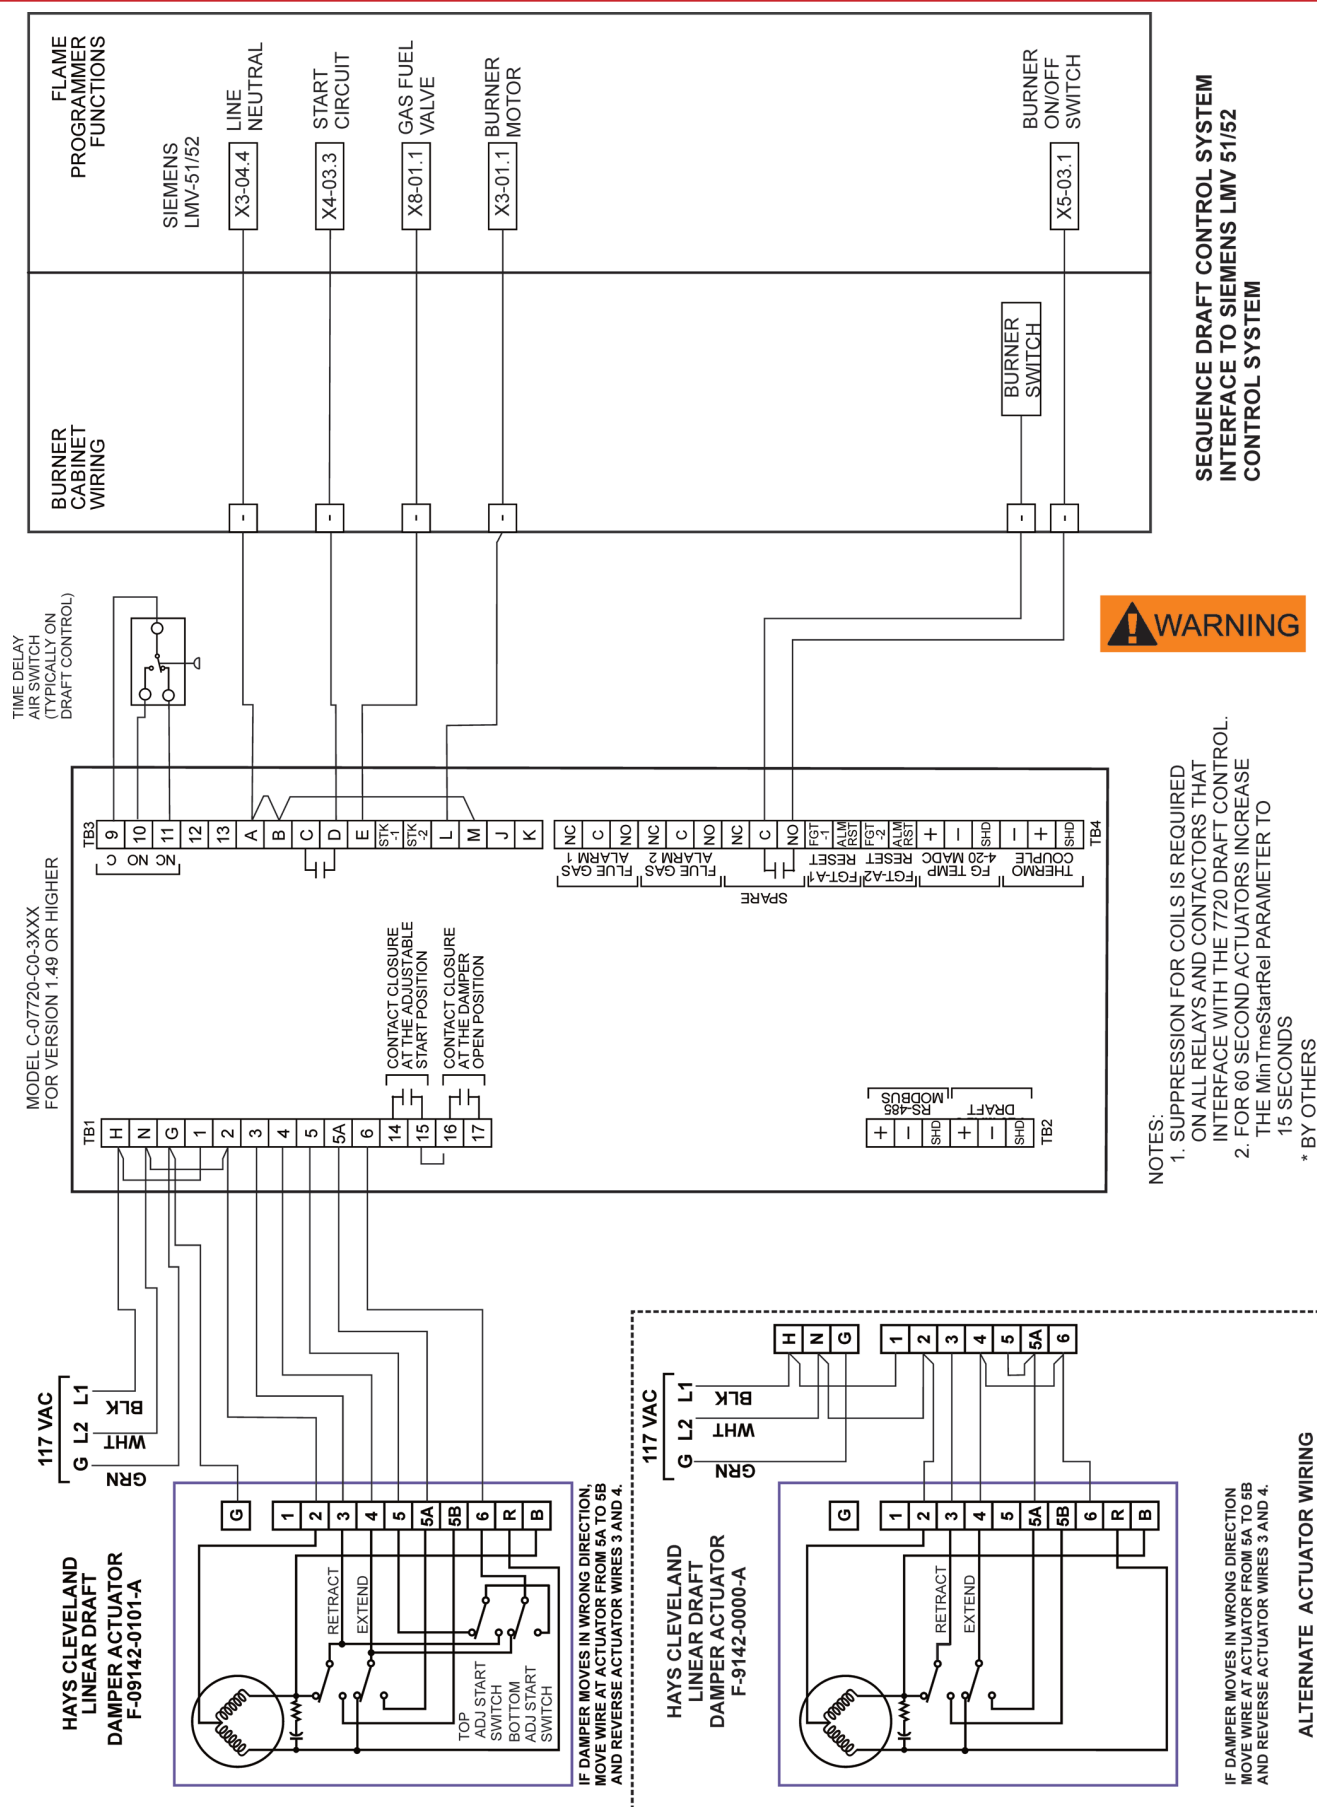 FLAME
PROGRAMMER
FUNCTIONS
SIEMENS
LMV-51/52
X3-04.4
LINE
NEUTRAL
X4-03.3
START
CIRCUIT
X8-01.1
GAS FUEL
VALVE
X3-01.1
BURNER
MOTOR
X5-03.1
BURNER
ON/OFF
SWITCH
BURNER
CABINET
WIRING
BURNER
SWITCH
-
-
-
-
-
-
SEQUENCE DRAFT CONTROL SYSTEM
INTERFACE TO SIEMENS LMV 51/52
CONTROL SYSTEM
TIME DELAY
AIR SWITCH
(TYPICALLY ON
DRAFT CONTROL)
WARNING
MODEL C-07720-C0-3XXX
FOR VERSION 1.49 OR HIGHER
TB3
9
10
11
12
13
A
B
C
D
E
STK
-1
STK
-2
L
M
J
K
C
NO
NC
NC
C
NO
NC
C
NO
NC
C
NO
FGT
-1
ALM
RST
FGT
-2
ALM
RST
+
−
SHD
−
+
SHD
TB4
FLUE GAS
ALARM 1
FLUE GAS
ALARM 2
SPARE
FGT-A1
RESET
FGT-A2
RESET
FG TEMP
4-20 MADC
THERMO
COUPLE
CONTACT CLOSURE
AT THE ADJUSTABLE
START POSITION
CONTACT CLOSURE
AT THE DAMPER
OPEN POSITION
TB1
H
N
G
1
2
3
4
5
5A
6
14
15
16
17
+
−
SHD
+
−
SHD
TB2
RS-485
MODBUS
DRAFT
NOTES:
1. SUPPRESSION FOR COILS IS REQUIRED
ON ALL RELAYS AND CONTACTORS THAT
INTERFACE WITH THE 7720 DRAFT CONTROL.
2. FOR 60 SECOND ACTUATORS INCREASE
THE MinTmeStartRel PARAMETER TO
15 SECONDS
* BY OTHERS
117 VAC
G L2 L1
BLK
WHT
GRN
HAYS CLEVELAND
LINEAR DRAFT
DAMPER ACTUATOR
F-09142-0101-A
G
1
2
3
4
5
5A
5B
6
R
B
RETRACT
EXTEND
TOP
ADJ START
SWITCH
BOTTOM
ADJ START
SWITCH
IF DAMPER MOVES IN WRONG DIRECTION,
MOVE WIRE AT ACTUATOR FROM 5A TO 5B
AND REVERSE ACTUATOR WIRES 3 AND 4.
117 VAC
G L2 L1
BLK
WHT
GRN
H
N
G
1
2
3
4
5
5A
6
HAYS CLEVELAND
LINEAR DRAFT
DAMPER ACTUATOR
F-9142-0000-A
G
1
2
3
4
5
5A
5B
6
R
B
RETRACT
EXTEND
IF DAMPER MOVES IN WRONG DIRECTION
MOVE WIRE AT ACTUATOR FROM 5A TO 5B
AND REVERSE ACTUATOR WIRES 3 AND 4.
ALTERNATE ACTUATOR WIRING